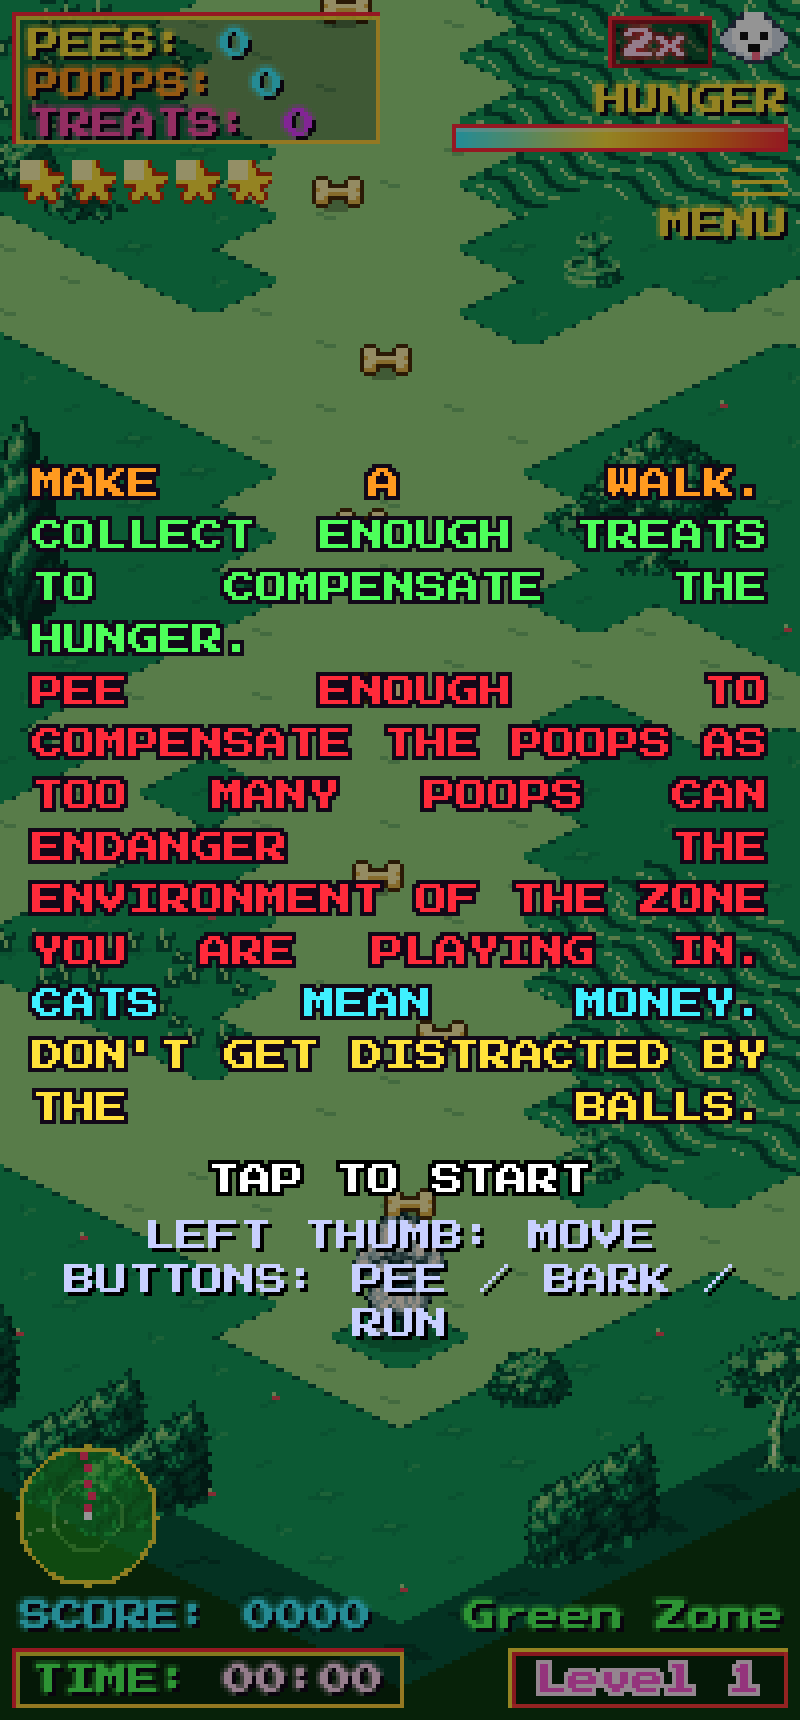 PEES: 0
2x
POOPS: 0
HUNGER
TREATS: 0
MENU
MAKE A WALK.
COLLECT ENOUGH TREATS
TO COMPENSATE THE
HUNGER.
PEE ENOUGH TO
COMPENSATE THE POOPS AS
TOO MANY POOPS CAN
ENDANGER THE
ENVIRONMENT OF THE ZONE
YOU ARE PLAYING IN.
CATS MEAN MONEY.
DON'T GET DISTRACTED BY
THE BALLS.
TAP TO START
LEFT THUMB: MOVE
BUTTONS: PEE / BARK /
RUN
SCORE: 0000
Green Zone
TIME: 00:00
Level 1